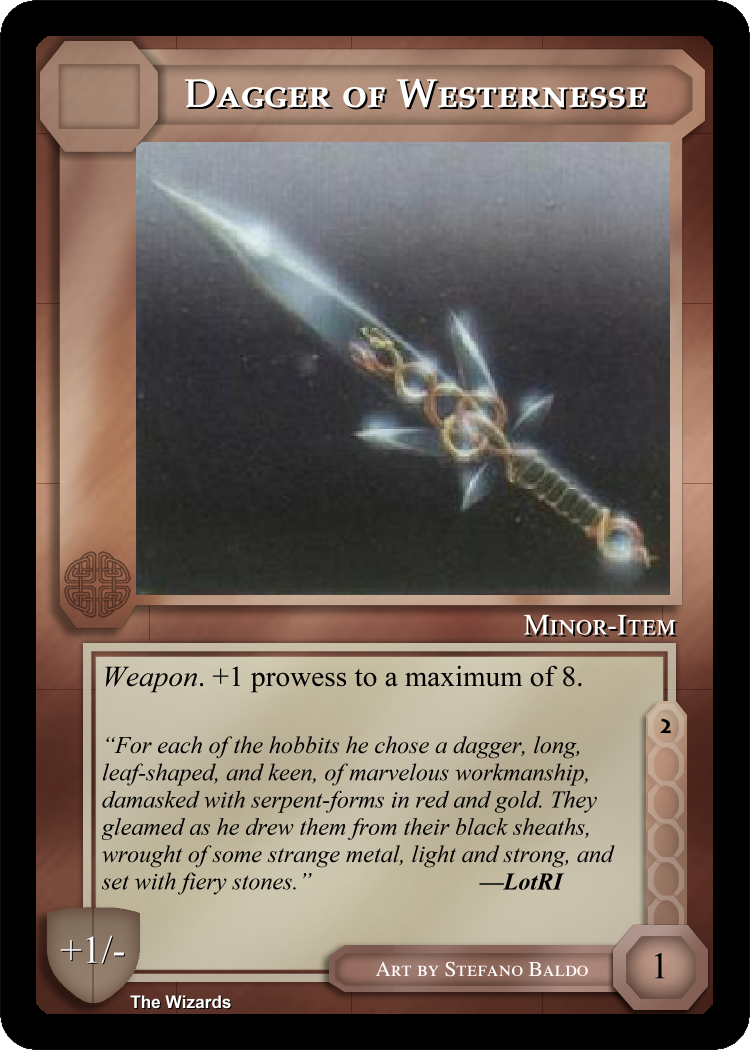 Dagger of Westernesse
Minor-Item
Weapon. +1 prowess to a maximum of 8.
2
“For each of the hobbits he chose a dagger, long,
leaf-shaped, and keen, of marvelous workmanship,
damasked with serpent-forms in red and gold. They
gleamed as he drew them from their black sheaths,
wrought of some strange metal, light and strong, and
set with fiery stones.” —LotRI
+1/-
Art by Stefano Baldo
1
The Wizards